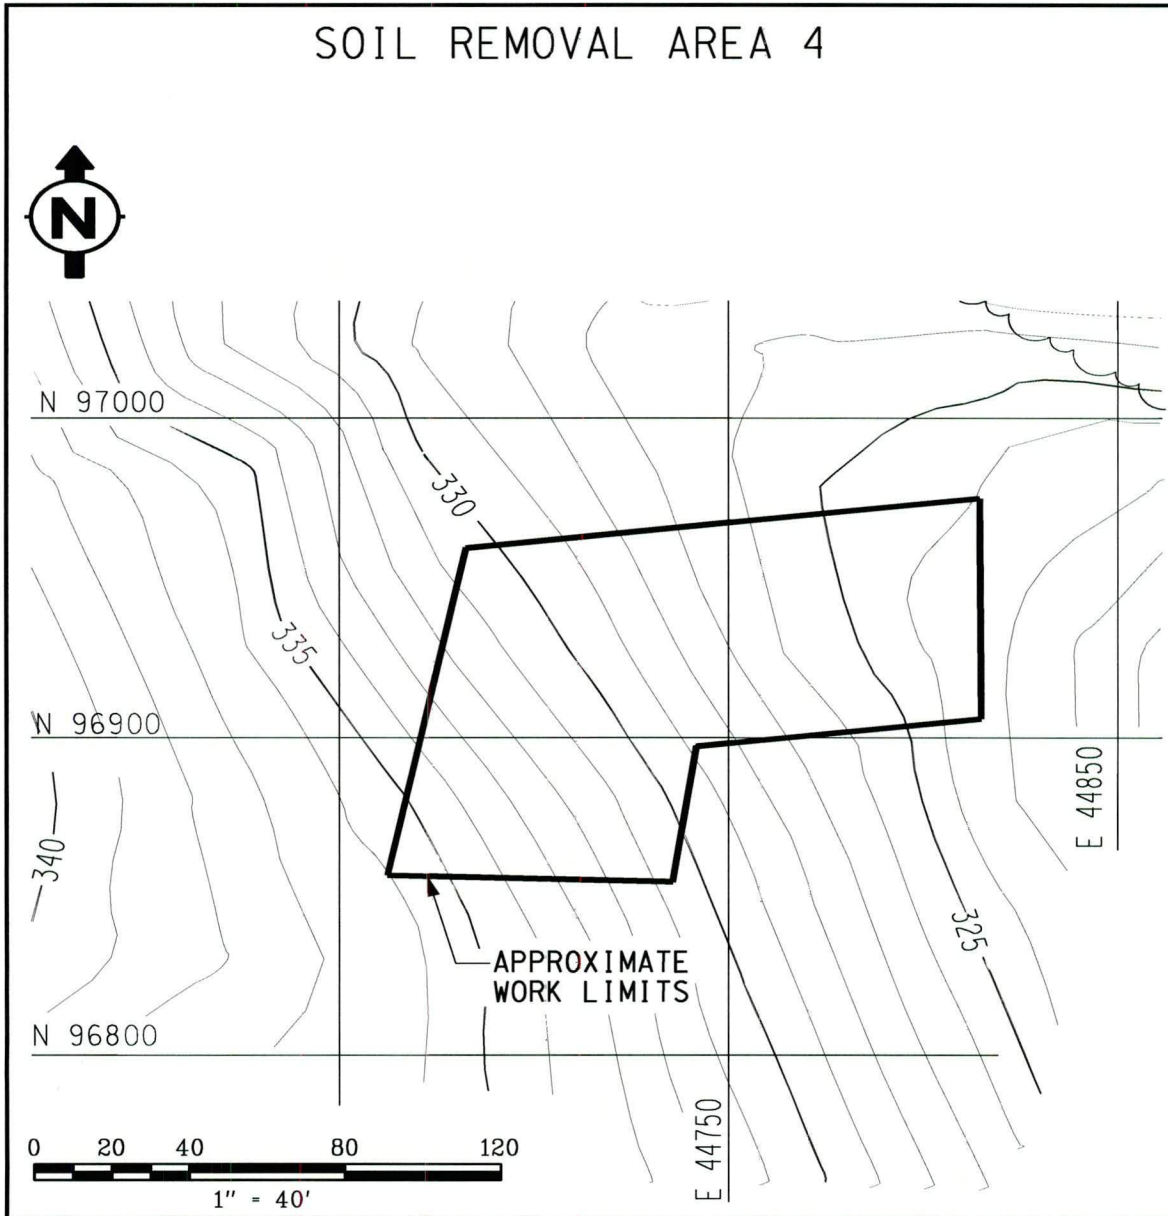 SOIL REMOVAL AREA 4
N
N 97000
330
335
N 96900
E 44850
340
325
APPROXIMATE
WORK LIMITS
N 96800
E 44750
0 20 40 80 120
1" = 40'